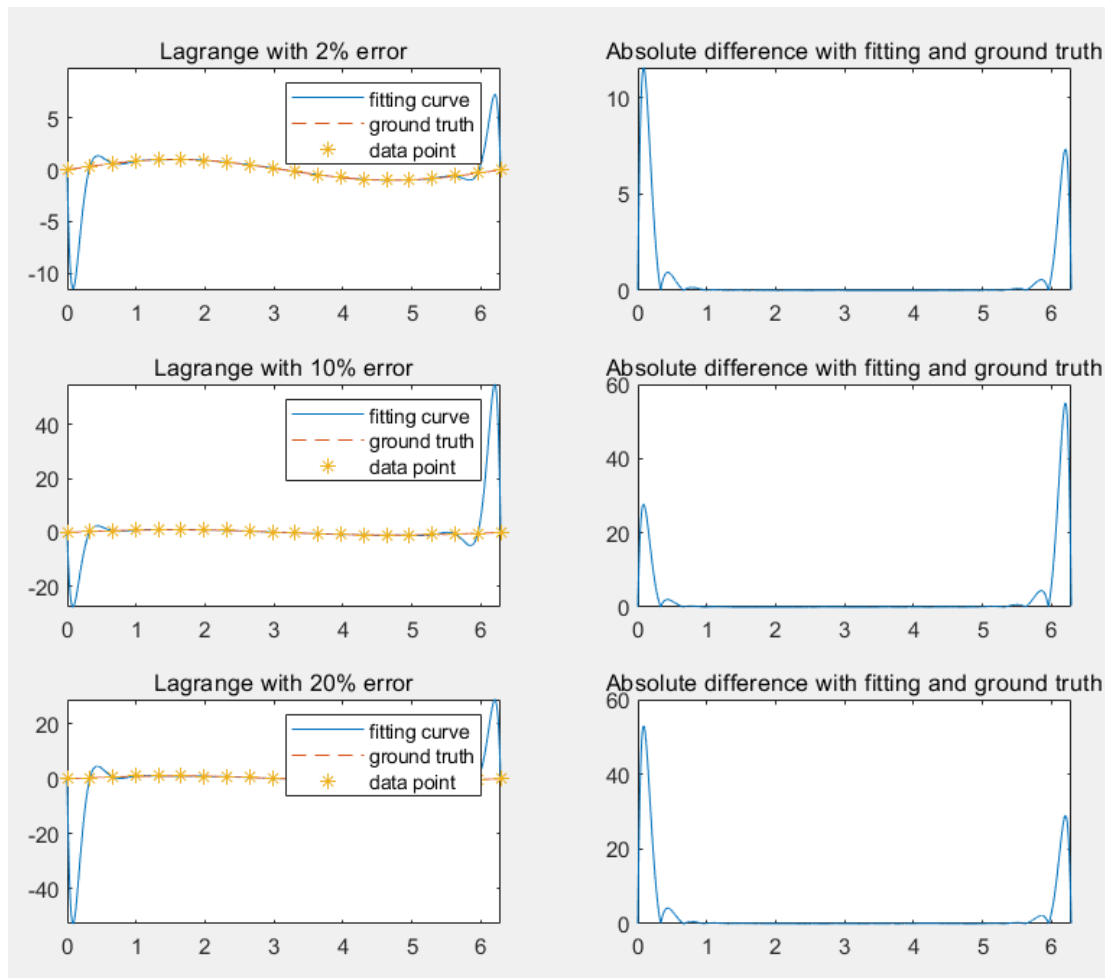 Lagrange with 2% error
5
0
-5
-10
0 1 2 3 4 5 6
fitting curve
ground truth
data point
Absolute difference with fitting and ground truth
10
5
0
0 1 2 3 4 5 6
Lagrange with 10% error
40
20
0
-20
0 1 2 3 4 5 6
fitting curve
ground truth
data point
Absolute difference with fitting and ground truth
60
40
20
0
0 1 2 3 4 5 6
Lagrange with 20% error
20
0
-20
-40
0 1 2 3 4 5 6
fitting curve
ground truth
data point
Absolute difference with fitting and ground truth
60
40
20
0
0 1 2 3 4 5 6